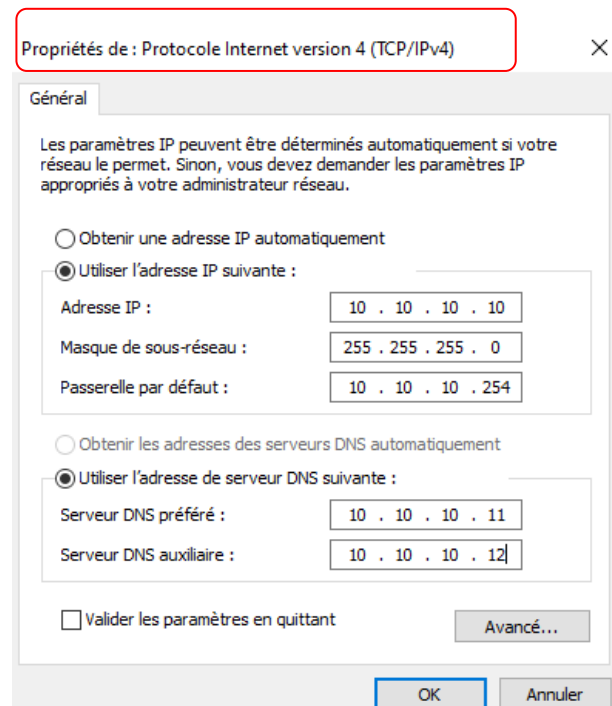 Propriétés de : Protocole Internet version 4 (TCP/IPv4)
Général
Les paramètres IP peuvent être déterminés automatiquement si votre
réseau le permet. Sinon, vous devez demander les paramètres IP
appropriés à votre administrateur réseau.
Obtenir une adresse IP automatiquement
Utiliser l'adresse IP suivante :
Adresse IP : 10 . 10 . 10 . 10
Masque de sous-réseau : 255 . 255 . 255 . 0
Passerelle par défaut : 10 . 10 . 10 . 254
Obtenir les adresses des serveurs DNS automatiquement
Utiliser l'adresse de serveur DNS suivante :
Serveur DNS préféré : 10 . 10 . 10 . 11
Serveur DNS auxiliaire : 10 . 10 . 10 . 12
Valider les paramètres en quittant
Avancé...
OK Annuler